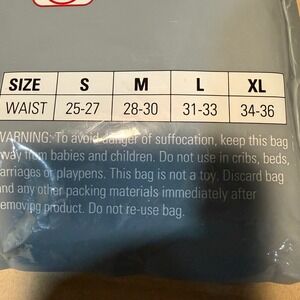 SIZE S M L XL
WAIST 25-27 28-30 31-33 34-36
WARNING: To avoid danger of suffocation, keep this bag
way from babies and children. Do not use in cribs, beds,
arriages or playpens. This bag is not a toy. Discard bag
and any other packing materials immediately after
emoving product. Do not re-use bag.